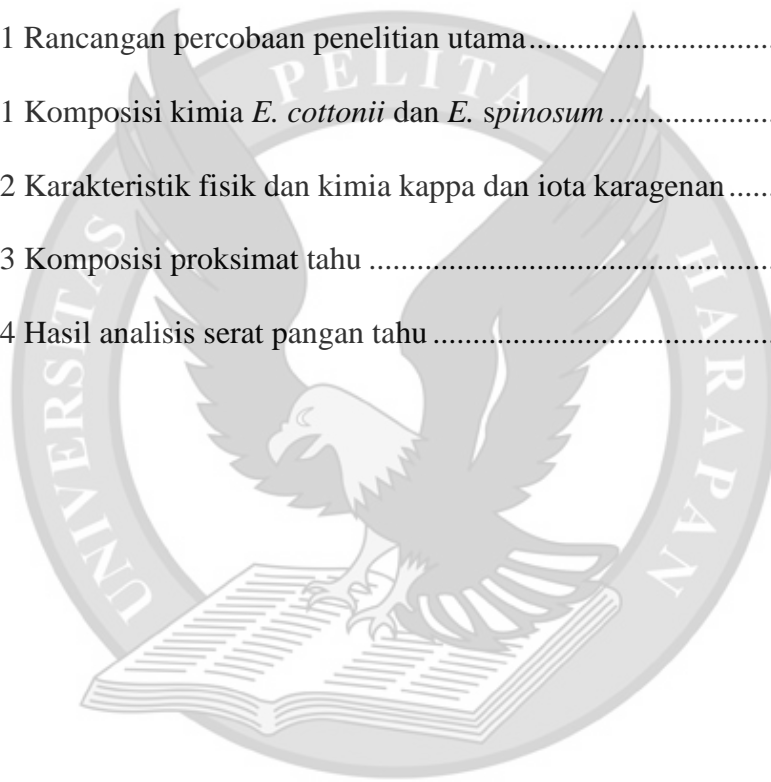 1 Rancangan percobaan penelitian utama.......................
1 Komposisi kimia E. cottonii dan E. spinosum..................
2 Karakteristik fisik dan kimia kappa dan iota karagenan......
3 Komposisi proksimat tahu .............................................
4 Hasil analisis serat pangan tahu......................................
UNIVERSITAS PELITA HARAPAN